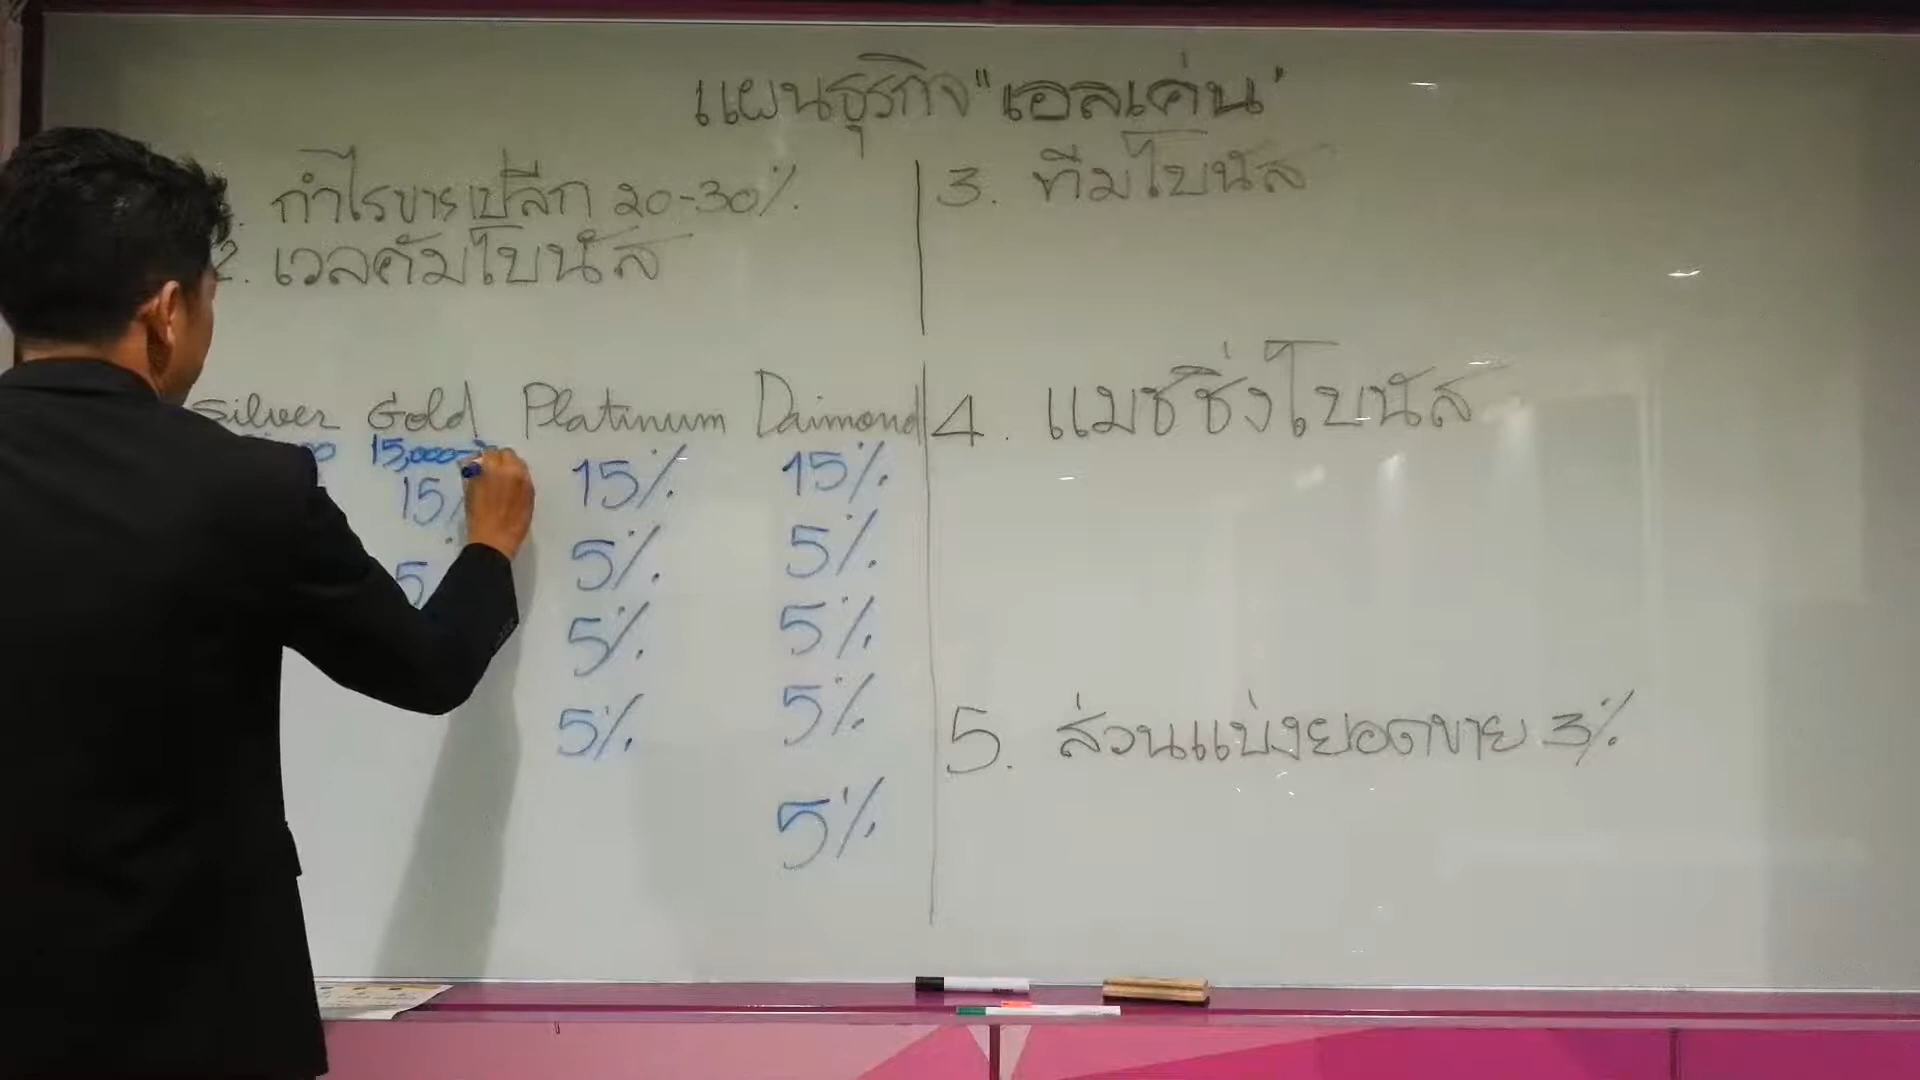 แผนธุรกิจ "เอลเค่น"
กำไรขายปลีก 20-30%
2. เวลคัมโบนัส
Silver Gold Platinum Daimond
15,000
15% 15% 15%
5 5% 5%
5% 5%
5% 5%
5%
3. ทีมโบนัส
4. แมชชิ่งโบนัส
5. ส่วนแบ่งยอดขาย 3%